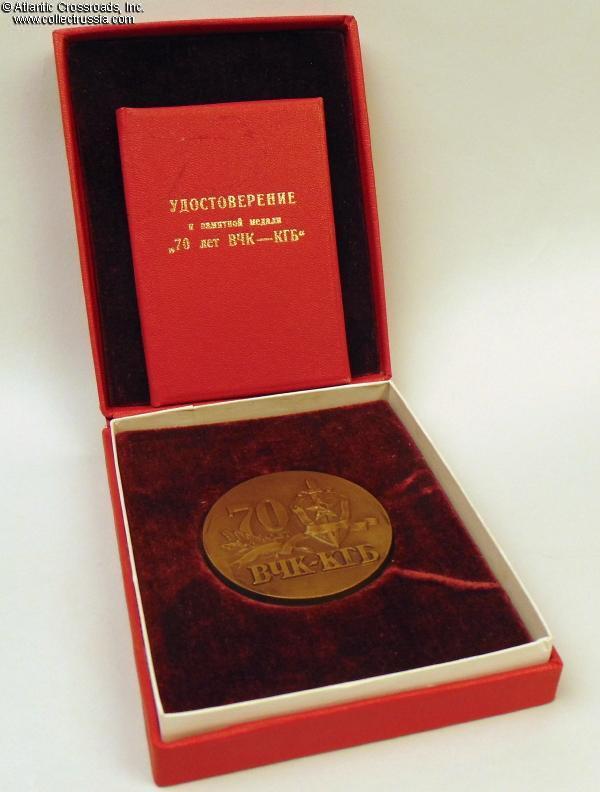 © Atlantic Crossroads, Inc.
www.collectrussia.com
УДОСТОВЕРЕНИЕ
к памятной медали
„70 лет ВЧК—КГБ“
70
ВЧК-КГБ